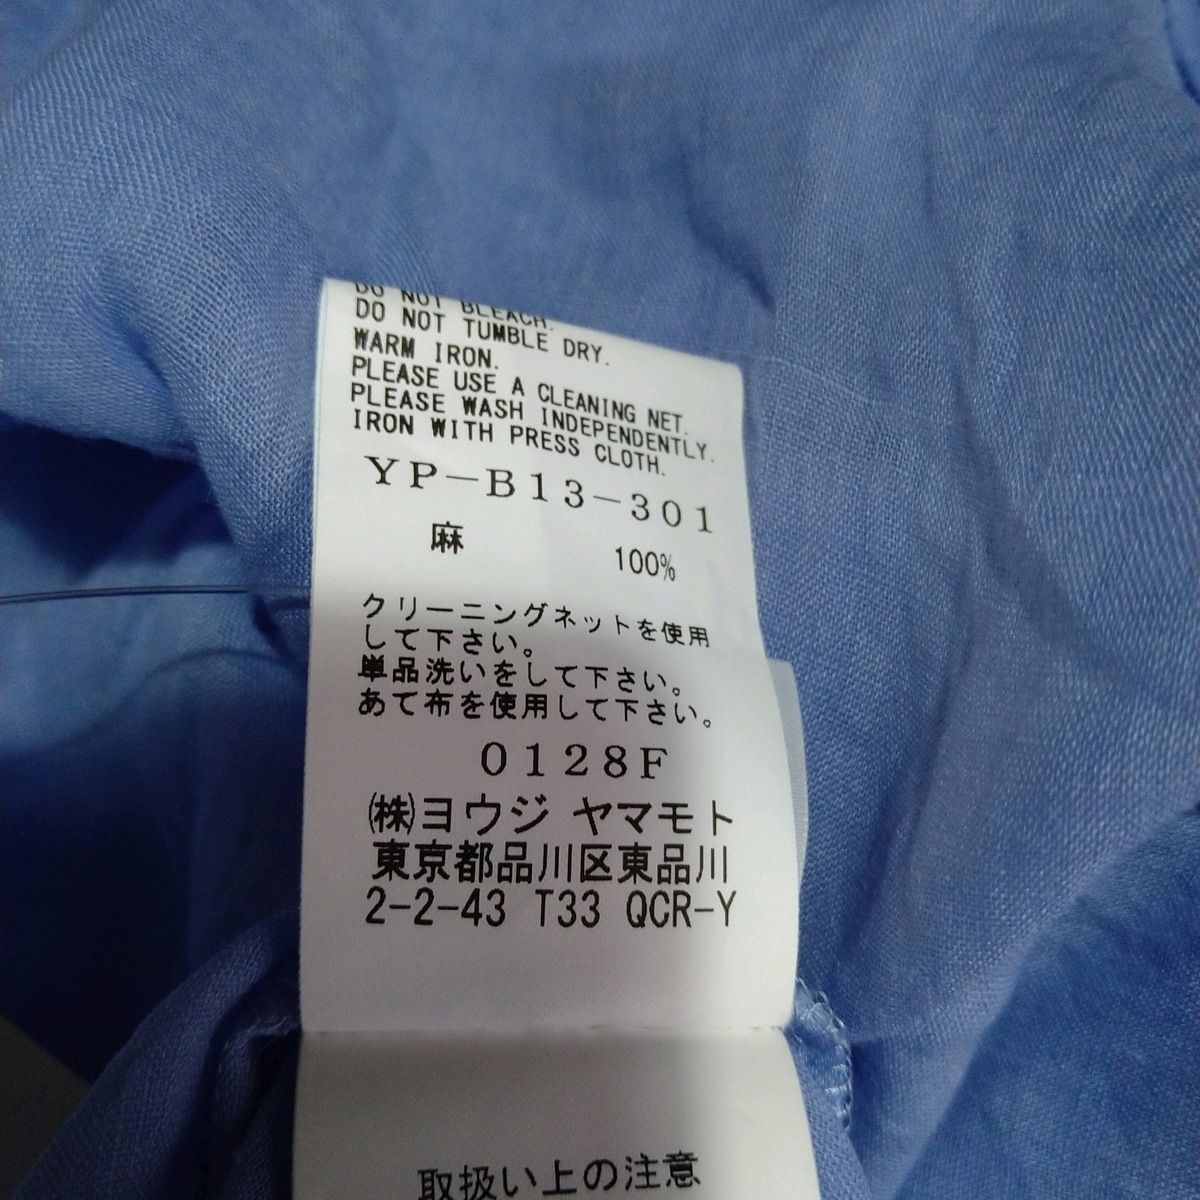 DO NOT BLEACH.
DO NOT TUMBLE DRY.
WARM IRON.
PLEASE USE A CLEANING NET.
PLEASE WASH INDEPENDENTLY.
IRON WITH PRESS CLOTH.
YP-B13-301
麻 100%
クリーニングネットを使用
して下さい。
単品洗いをして下さい。
あて布を使用して下さい。
0128F
㈱ヨウジ ヤマモト
東京都品川区東品川
2-2-43 T33 QCR-Y
取扱い上の注意